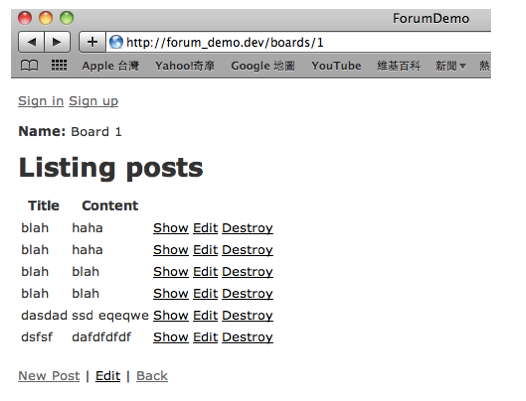 ForumDemo
http://forum_demo.dev/boards/1
Apple 台灣 Yahoo!奇摩 Google 地圖 YouTube 維基百科 新聞 熱
Sign in Sign up
Name: Board 1
Listing posts
Title Content
blah haha Show Edit Destroy
blah haha Show Edit Destroy
blah blah Show Edit Destroy
blah blah Show Edit Destroy
dasdad ssd eqeqwe Show Edit Destroy
dsfsf dafdfdfdf Show Edit Destroy
New Post | Edit | Back